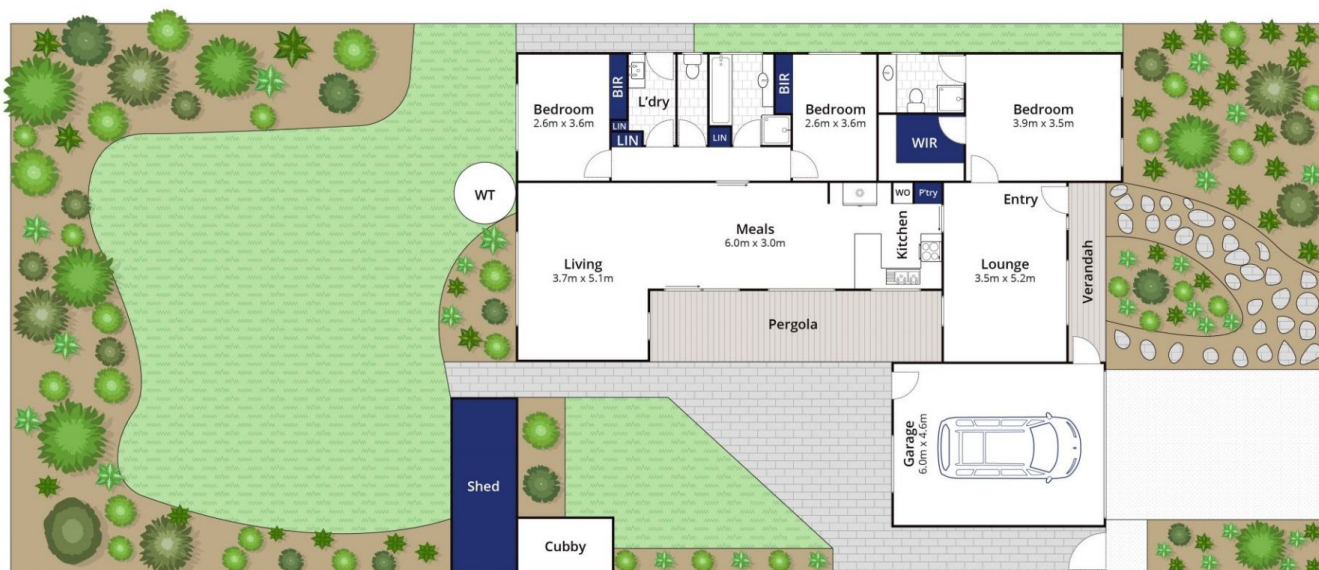 Bedroom
2.6m x 3.6m
BIR
LIN
LIN
L'dry
LIN
BIR
Bedroom
2.6m x 3.6m
WIR
Bedroom
3.9m x 3.5m
WT
Living
3.7m x 5.1m
Meals
6.0m x 3.0m
WO
P'try
Kitchen
Entry
Lounge
3.5m x 5.2m
Verandah
Pergola
Garage
6.0m x 4.6m
Shed
Cubby